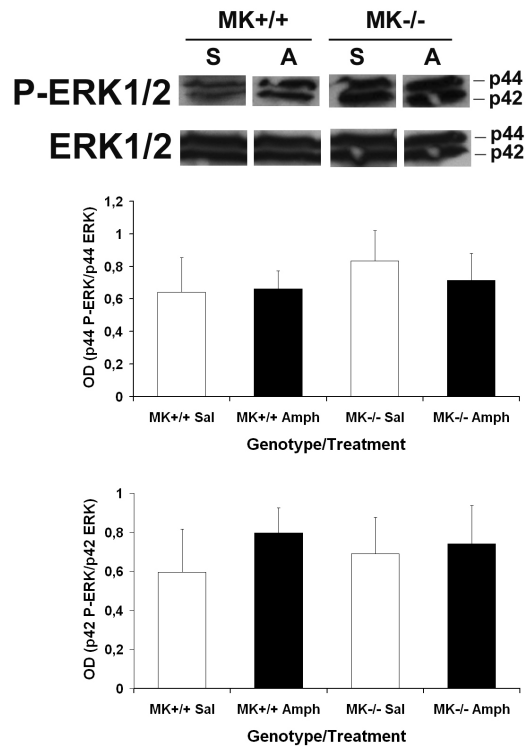 MK+/+ MK-/-
S A S A
P-ERK1/2
p44
p42
ERK1/2
p44
p42
OD (p44 P-ERK/p44 ERK)
1,2
1
0,8
0,6
0,4
0,2
0
MK+/+ Sal MK+/+ Amph MK-/- Sal MK-/- Amph
Genotype/Treatment
OD (p42 P-ERK/p42 ERK)
1
0,8
0,6
0,4
0,2
0
MK+/+ Sal MK+/+ Amph MK-/- Sal MK-/- Amph
Genotype/Treatment